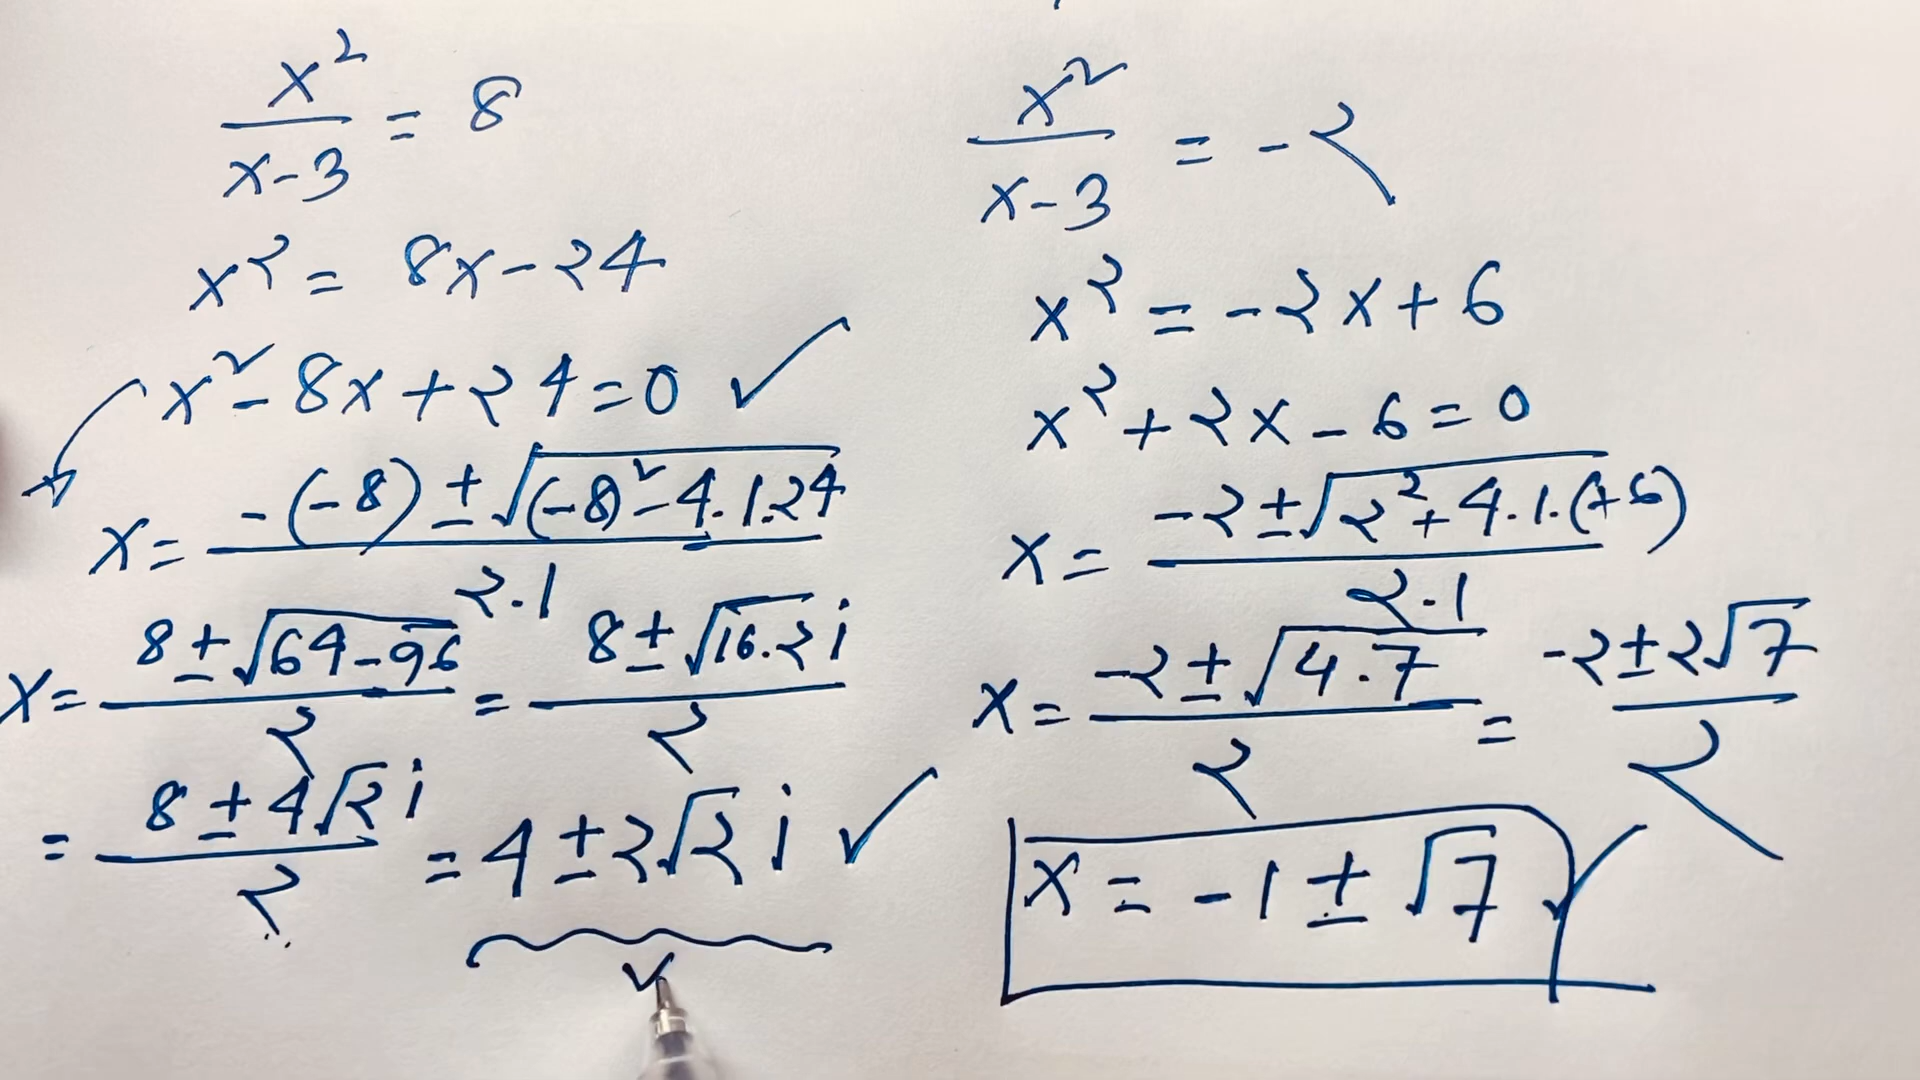 x²/(x-3) = 8
x² = 8x-24
x²-8x+24=0 ✓
x= (-(-8) ± √((-8)²-4.1.24))/(2.1)
x= (8±√(64-96))/2 = (8±√(16.2) i)/2
= (8±4√2 i)/2 = 4±2√2 i ✓
✓
x²/(x-3) = -2
x² = -2x+6
x²+2x-6=0
x= (-2±√(2²+4.1.(+6)))/(2.1)
x= (-2±√(4.7))/2 = (-2±2√7)/2
x = -1 ± √7 ✓